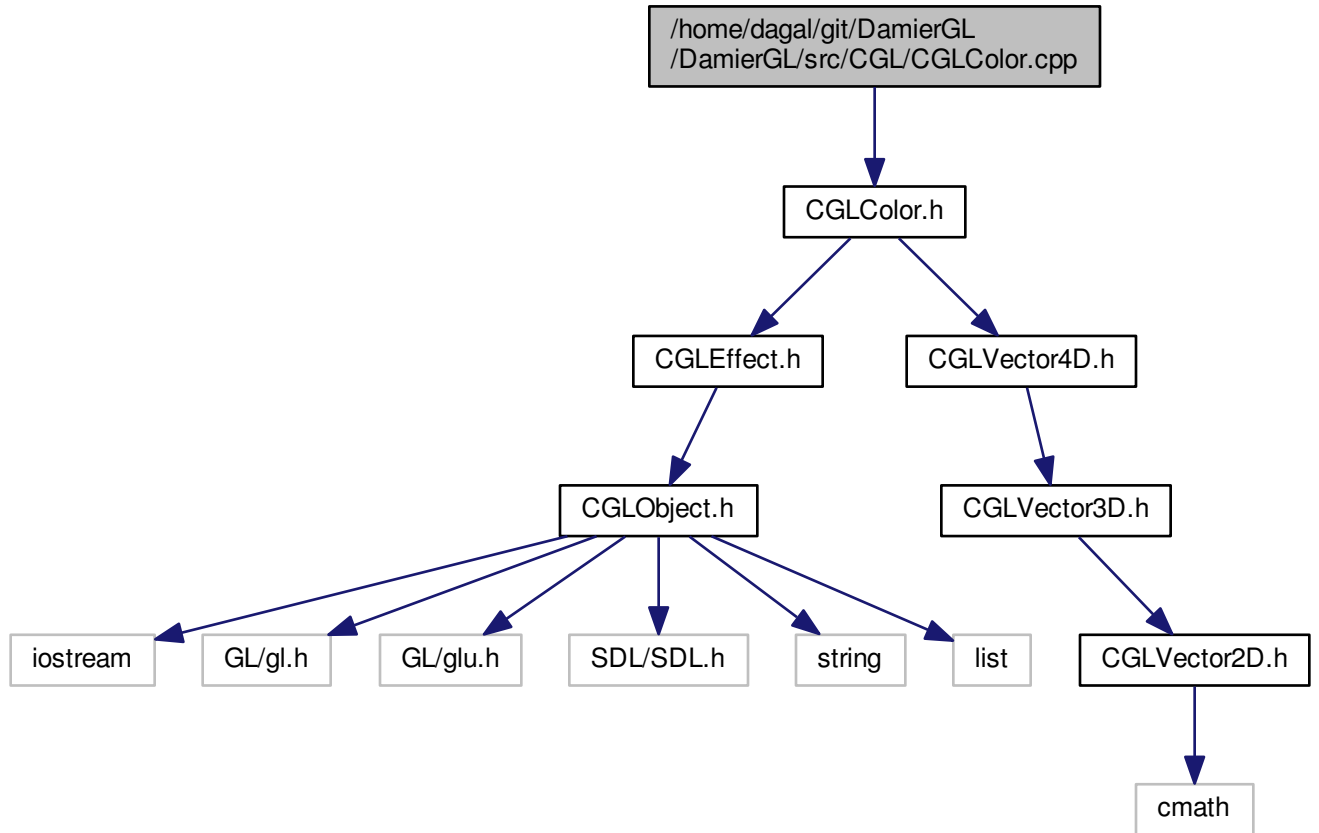 /home/dagal/git/DamierGL
/DamierGL/src/CGL/CGLColor.cpp
CGLColor.h
CGLEffect.h
CGLVector4D.h
CGLObject.h
CGLVector3D.h
iostream
GL/gl.h
GL/glu.h
SDL/SDL.h
string
list
CGLVector2D.h
cmath